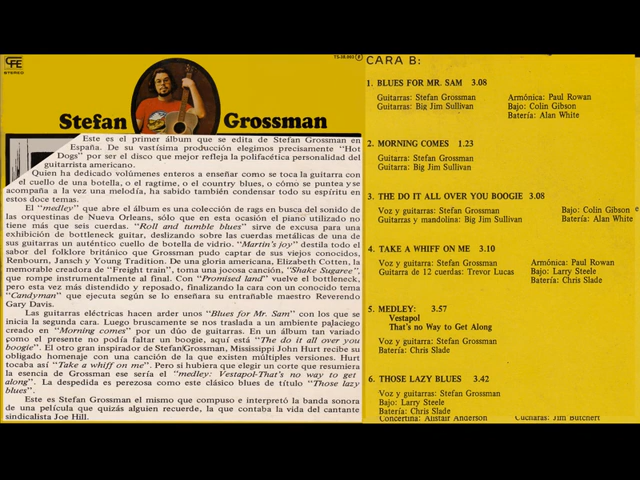 CFE
STEREO
TS-38.003
Stefan Grossman
Este es el primer álbum que se edita de Stefan Grossman en
España. De su vastísima producción elegimos precisamente "Hot
Dogs" por ser el disco que mejor refleja la polifacética personalidad del
guitarrista americano.
Quien ha dedicado volúmenes enteros a enseñar como se toca la guitarra con
el cuello de una botella, o el ragtime, o el country blues, o cómo se puntea y se
acompaña a la vez una melodía, ha sabido también condensar todo su espíritu en
estos doce temas.
El "medley" que abre el álbum es una colección de rags en busca del sonido de
las orquestinas de Nueva Orleáns, sólo que en esta ocasión el piano utilizado no
tiene más que seis cuerdas. "Roll and tumble blues" sirve de excusa para una
exhibición de bottleneck guitar, deslizando sobre las cuerdas metálicas de una de
sus guitarras un auténtico cuello de botella de vidrio. "Martin's joy" destila todo el
sabor del folklore británico que Grossman pudo captar de sus viejos conocidos,
Renbourn, Jansch y Young Tradition. De una gloria americana, Elizabeth Cotten, la
memorable creadora de "Freight train", toma una jocosa canción, "Shake Sugaree",
que rompe instrumentalmente al final. Con "Promised land" vuelve el bottleneck,
pero esta vez más distendido y reposado, finalizando la cara con un conocido tema
"Candyman" que ejecuta según se lo enseñara su entrañable maestro Reverendo
Gary Davis.
Las guitarras eléctricas hacen arder unos "Blues for Mr. Sam" con los que se
inicia la segunda cara. Luego bruscamente se nos traslada a un ambiente palaciego
creado en "Morning comes" por un dúo de guitarras. En un álbum tan variado
como el presente no podía faltar un boogie, aquí está "The do it all over you
boogie". El otro gran inspirador de Stefan Grossman, Mississipi John Hurt recibe su
obligado homenaje con una canción de la que existen múltiples versiones. Hurt
tocaba así "Take a whiff on me". Pero si hubiera que elegir un corte que resumiera
la esencia de Grossman ese sería el "medley: Vestapol-That's no way to get
along". La despedida es perezosa como este clásico blues de título "Those lazy
blues".
Este es Stefan Grossman el mismo que compuso e interpretó la banda sonora
de una película que quizás alguien recuerde, la que contaba la vida del cantante
sindicalista Joe Hill.
CARA B:
1. BLUES FOR MR. SAM 3.08
Guitarras: Stefan Grossman Armónica: Paul Rowan
Guitarras: Big Jim Sullivan Bajo: Colin Gibson
Batería: Alan White
2. MORNING COMES 1.23
Guitarra: Stefan Grossman
Guitarra: Big Jim Sullivan
3. THE DO IT ALL OVER YOU BOOGIE 3.08
Voz y guitarras: Stefan Grossman Bajo: Colin Gibson
Guitarras y mandolina: Big Jim Sullivan Batería: Alan White
4. TAKE A WHIFF ON ME 3.10
Voz y guitarra: Stefan Grossman Armónica: Paul Rowan
Guitarra de 12 cuerdas: Trevor Lucas Bajo: Larry Steele
Batería: Chris Slade
5. MEDLEY: 3.57
Vestapol
That's no Way to Get Along
Voz y guitarra: Stefan Grossman
Batería: Chris Slade
6. THOSE LAZY BLUES 3.42
Voz y guitarras: Stefan Grossman
Bajo: Larry Steele
Batería: Chris Slade
Concertina: Alistair Anderson Cucharas: Jim Butchert